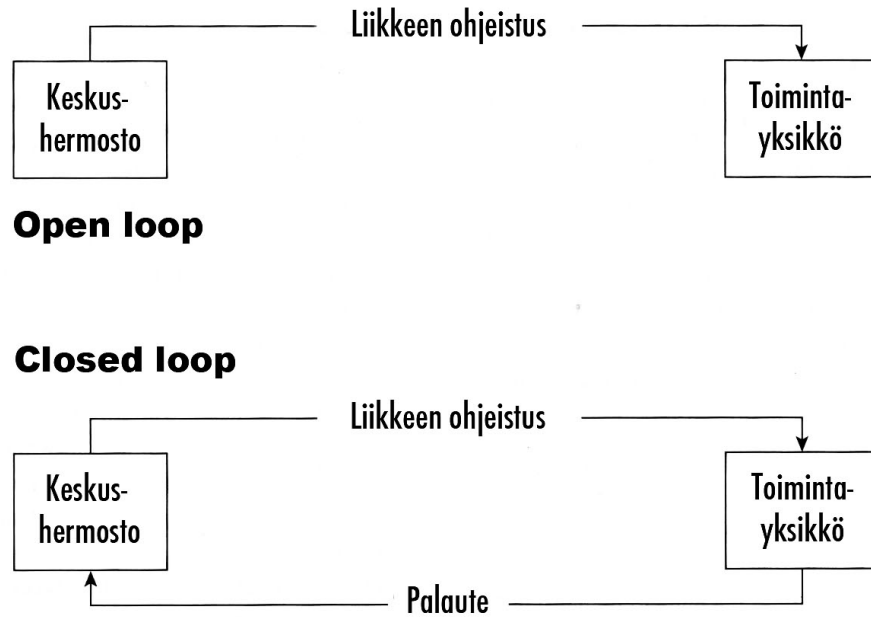 Liikkeen ohjeistus
Keskus-
hermosto
Toiminta-
yksikkö
Open loop
Closed loop
Liikkeen ohjeistus
Keskus-
hermosto
Toiminta-
yksikkö
Palaute